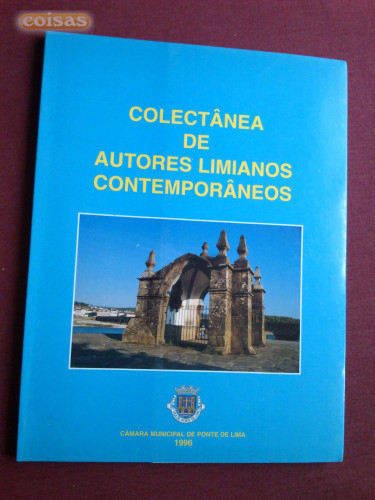 coisas
COLECTÂNEA
DE
AUTORES LIMIANOS
CONTEMPORÂNEOS
CÂMARA MUNICIPAL DE PONTE DE LIMA
1996